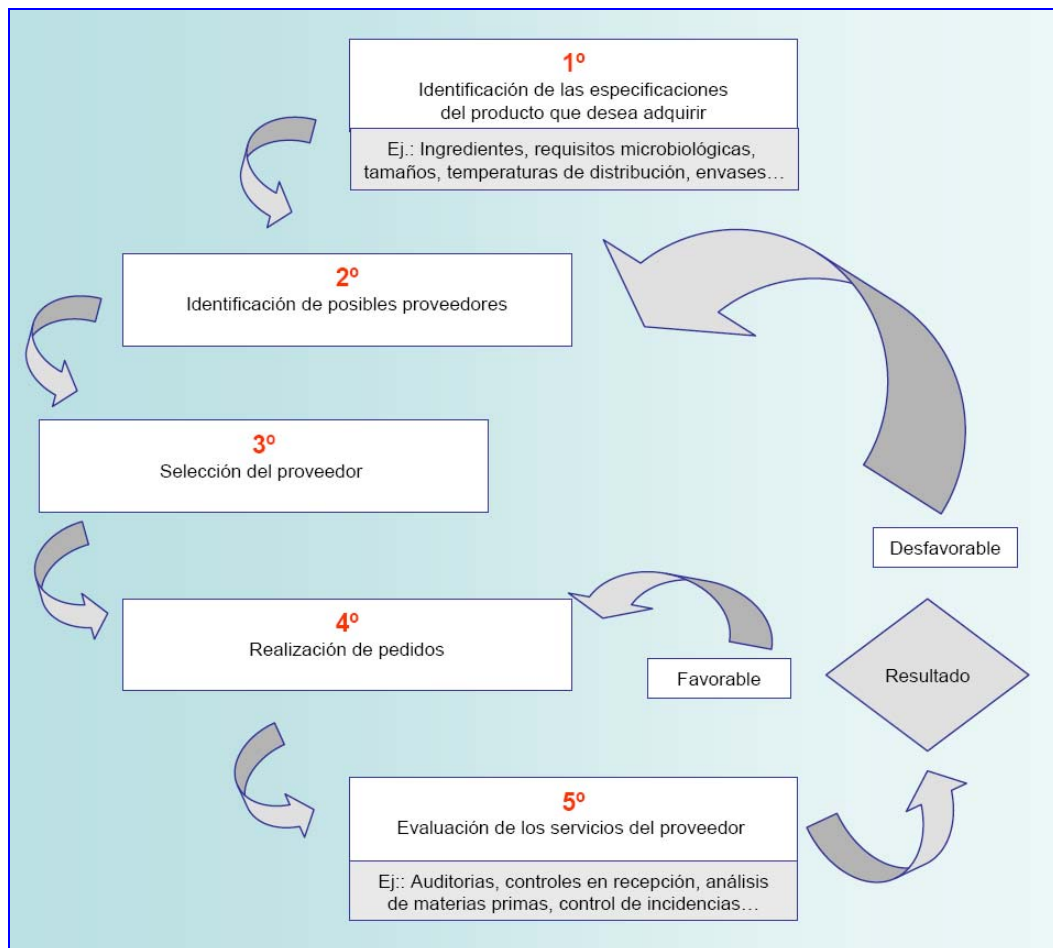 1º
Identificación de las especificaciones
del producto que desea adquirir
Ej.: Ingredientes, requisitos microbiológicas,
tamaños, temperaturas de distribución, envases…
2º
Identificación de posibles proveedores
3º
Selección del proveedor
Desfavorable
4º
Realización de pedidos
Favorable
Resultado
5º
Evaluación de los servicios del proveedor
Ej:: Auditorias, controles en recepción, análisis
de materias primas, control de incidencias…